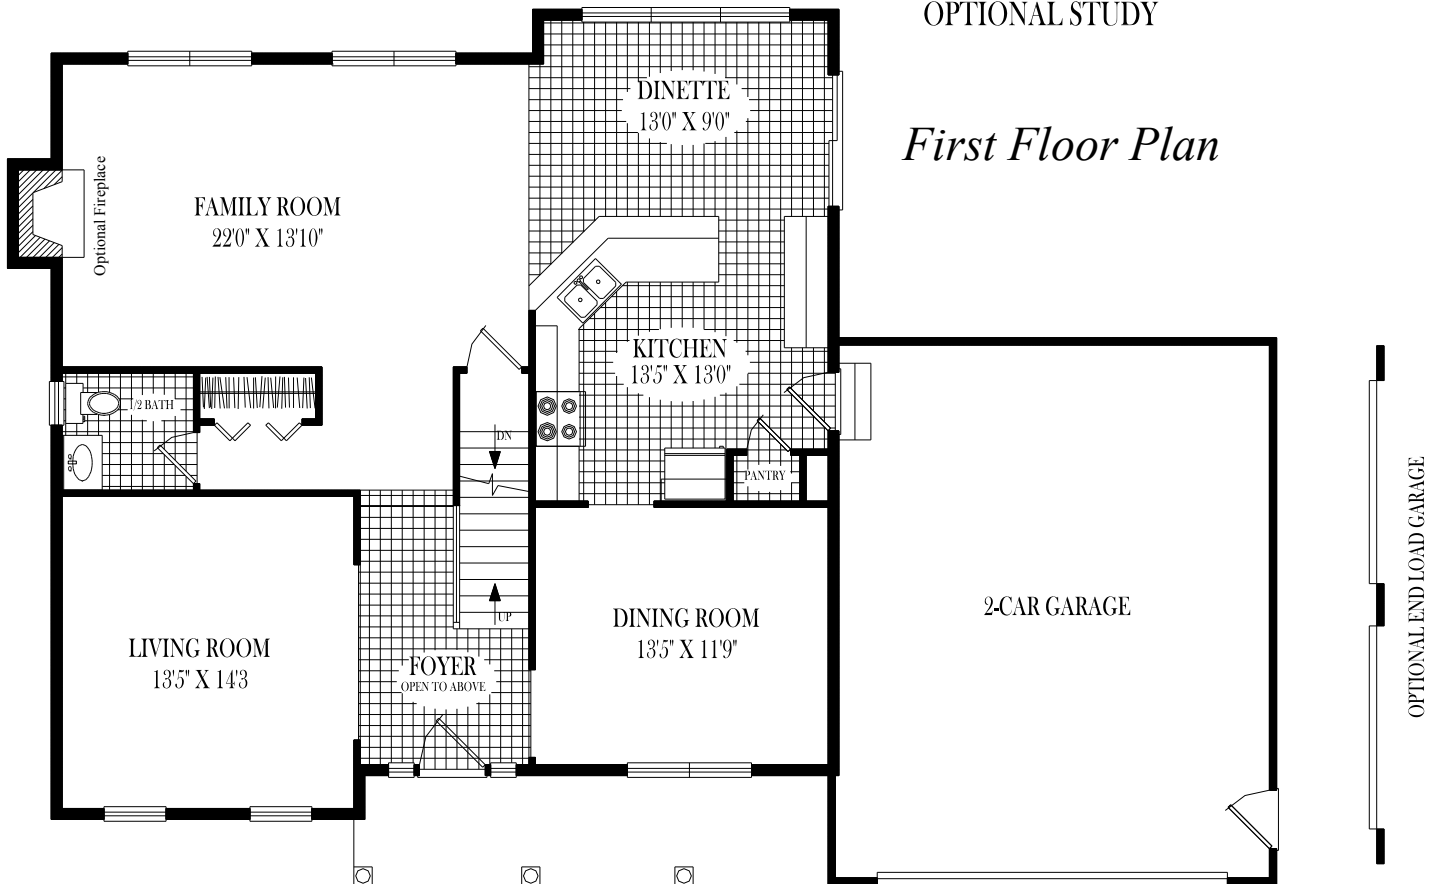 OPTIONAL STUDY
First Floor Plan
DINETTE
13'0" X 9'0"
FAMILY ROOM
22'0" X 13'10"
Optional Fireplace
KITCHEN
13'5" X 13'0"
1/2 BATH
DN
PANTRY
UP
LIVING ROOM
13'5" X 14'3
FOYER
OPEN TO ABOVE
DINING ROOM
13'5" X 11'9"
2-CAR GARAGE
OPTIONAL END LOAD GARAGE